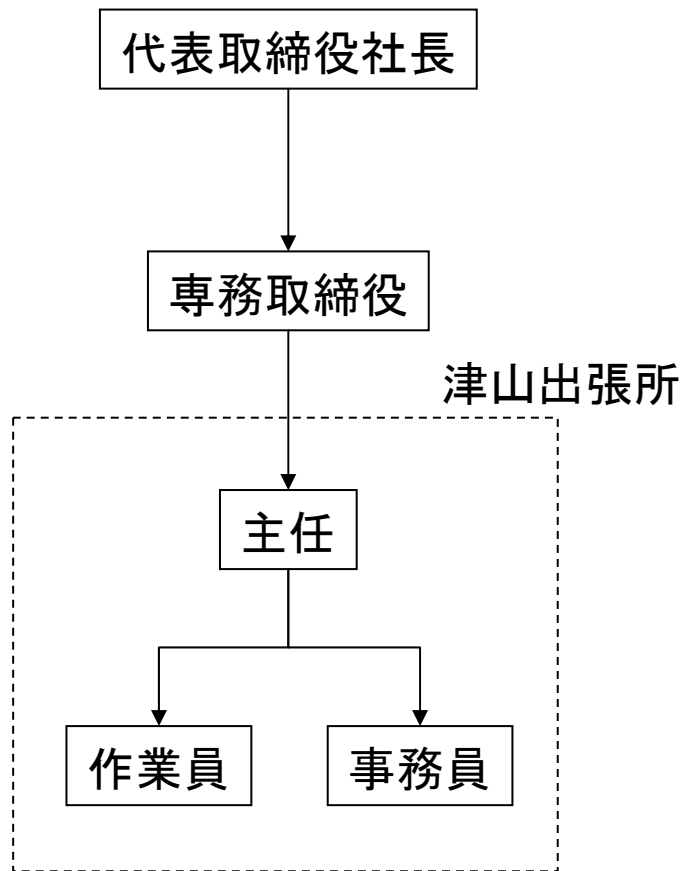 代表取締役社長
専務取締役
津山出張所
主任
作業員
事務員